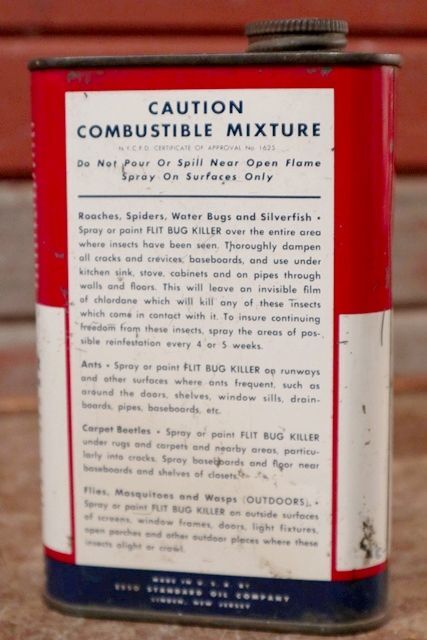 CAUTION
COMBUSTIBLE MIXTURE
N.Y.C.F.D. CERTIFICATE OF APPROVAL No. 1625
Do Not Pour Or Spill Near Open Flame
Spray On Surfaces Only
Roaches, Spiders, Water Bugs and Silverfish •
Spray or paint FLIT BUG KILLER over the entire area
where insects have been seen. Thoroughly dampen
all cracks and crevices, baseboards, and use under
kitchen sink, stove, cabinets and on pipes through
walls and floors. This will leave an invisible film
of chlordane which will kill any of these insects
which come in contact with it. To insure continuing
freedom from these insects, spray the areas of pos-
sible reinfestation every 4 or 5 weeks.
Ants • Spray or paint FLIT BUG KILLER on runways
and other surfaces where ants frequent, such as
around the doors, shelves, window sills, drain-
boards, pipes, baseboards, etc.
Carpet Beetles • Spray or paint FLIT BUG KILLER
under rugs and carpets and nearby areas, particu-
larly into cracks. Spray baseboards and floor near
baseboards and shelves of closets.
Flies, Mosquitoes and Wasps (OUTDOORS). •
Spray or paint FLIT BUG KILLER on outside surfaces
of screens, window frames, doors, light fixtures,
open porches and other outdoor places where these
insects alight or crawl.
MADE IN U. S. A. BY
ESSO STANDARD OIL COMPANY
LINDEN, NEW JERSEY